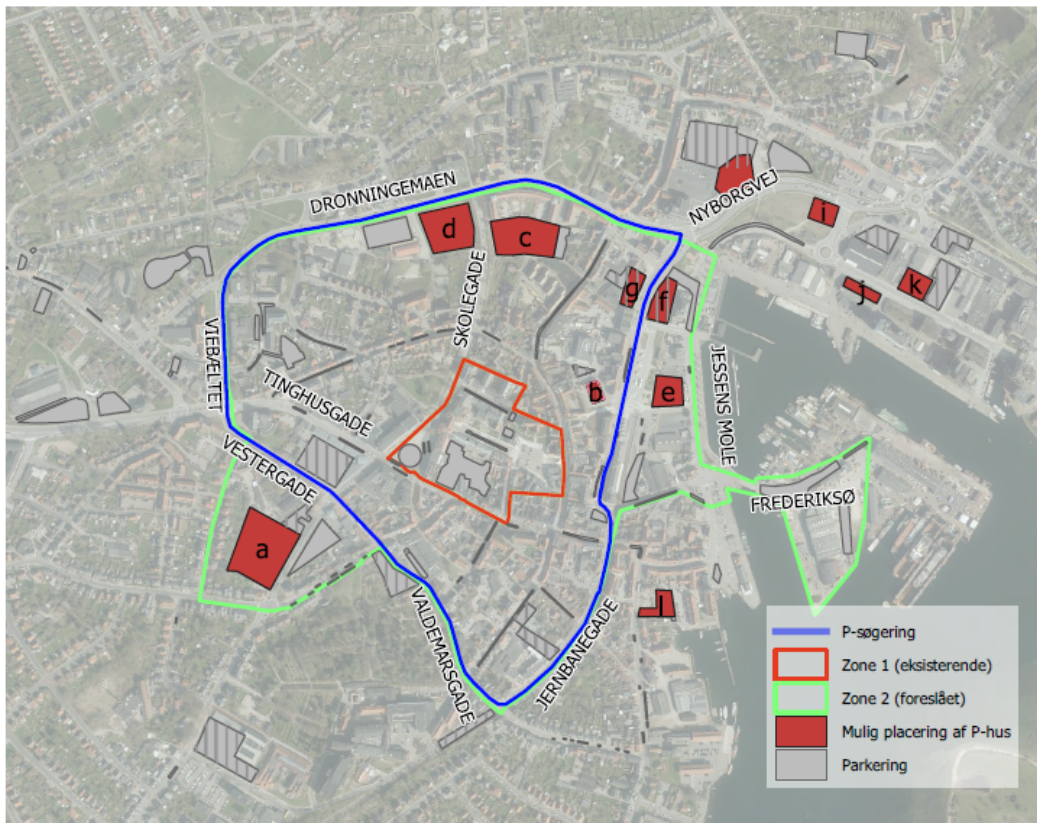 DRONNINGEMAEN
NYBORGVEJ
i
d
c
SKOLEGADE
g
f
j
k
VIEBÆLTET
TINGHUSGADE
b
e
JESSENS MOLE
VESTERGADE
FREDERIKSØ
a
VALDEMARSGADE
JERNBANEGADE
l
P-søgering
Zone 1 (eksisterende)
Zone 2 (foreslået)
Mulig placering af P-hus
Parkering